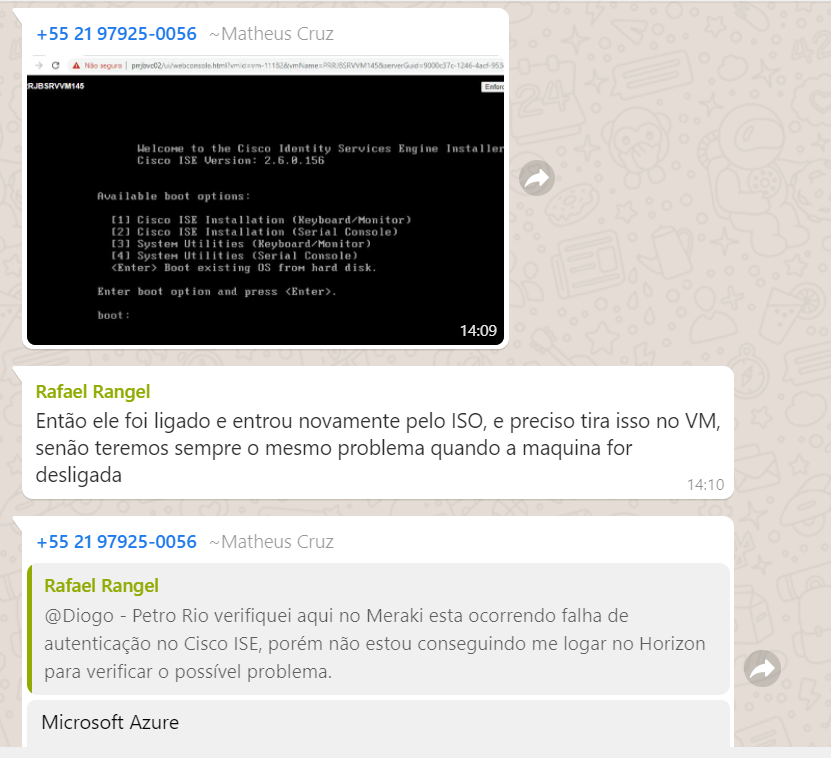 +55 21 97925-0056 ~Matheus Cruz
Não seguro | prrjbvc02/ui/webconsole.html?vmId=vm-11182&vmName=PRRJBSRVVM145&serverGuid=9000c37c-1246-4acf-953
RJBSRVVM145
Enforc
Welcome to the Cisco Identity Services Engine Installer
Cisco ISE Version: 2.6.0.156
Available boot options:
[1] Cisco ISE Installation (Keyboard/Monitor)
[2] Cisco ISE Installation (Serial Console)
[3] System Utilities (Keyboard/Monitor)
[4] System Utilities (Serial Console)
<Enter> Boot existing OS from hard disk.
Enter boot option and press <Enter>.
boot:
14:09
Rafael Rangel
Então ele foi ligado e entrou novamente pelo ISO, e preciso tira isso no VM,
senão teremos sempre o mesmo problema quando a maquina for
desligada
14:10
+55 21 97925-0056 ~Matheus Cruz
Rafael Rangel
@Diogo - Petro Rio verifiquei aqui no Meraki esta ocorrendo falha de
autenticação no Cisco ISE, porém não estou conseguindo me logar no Horizon
para verificar o possível problema.
Microsoft Azure